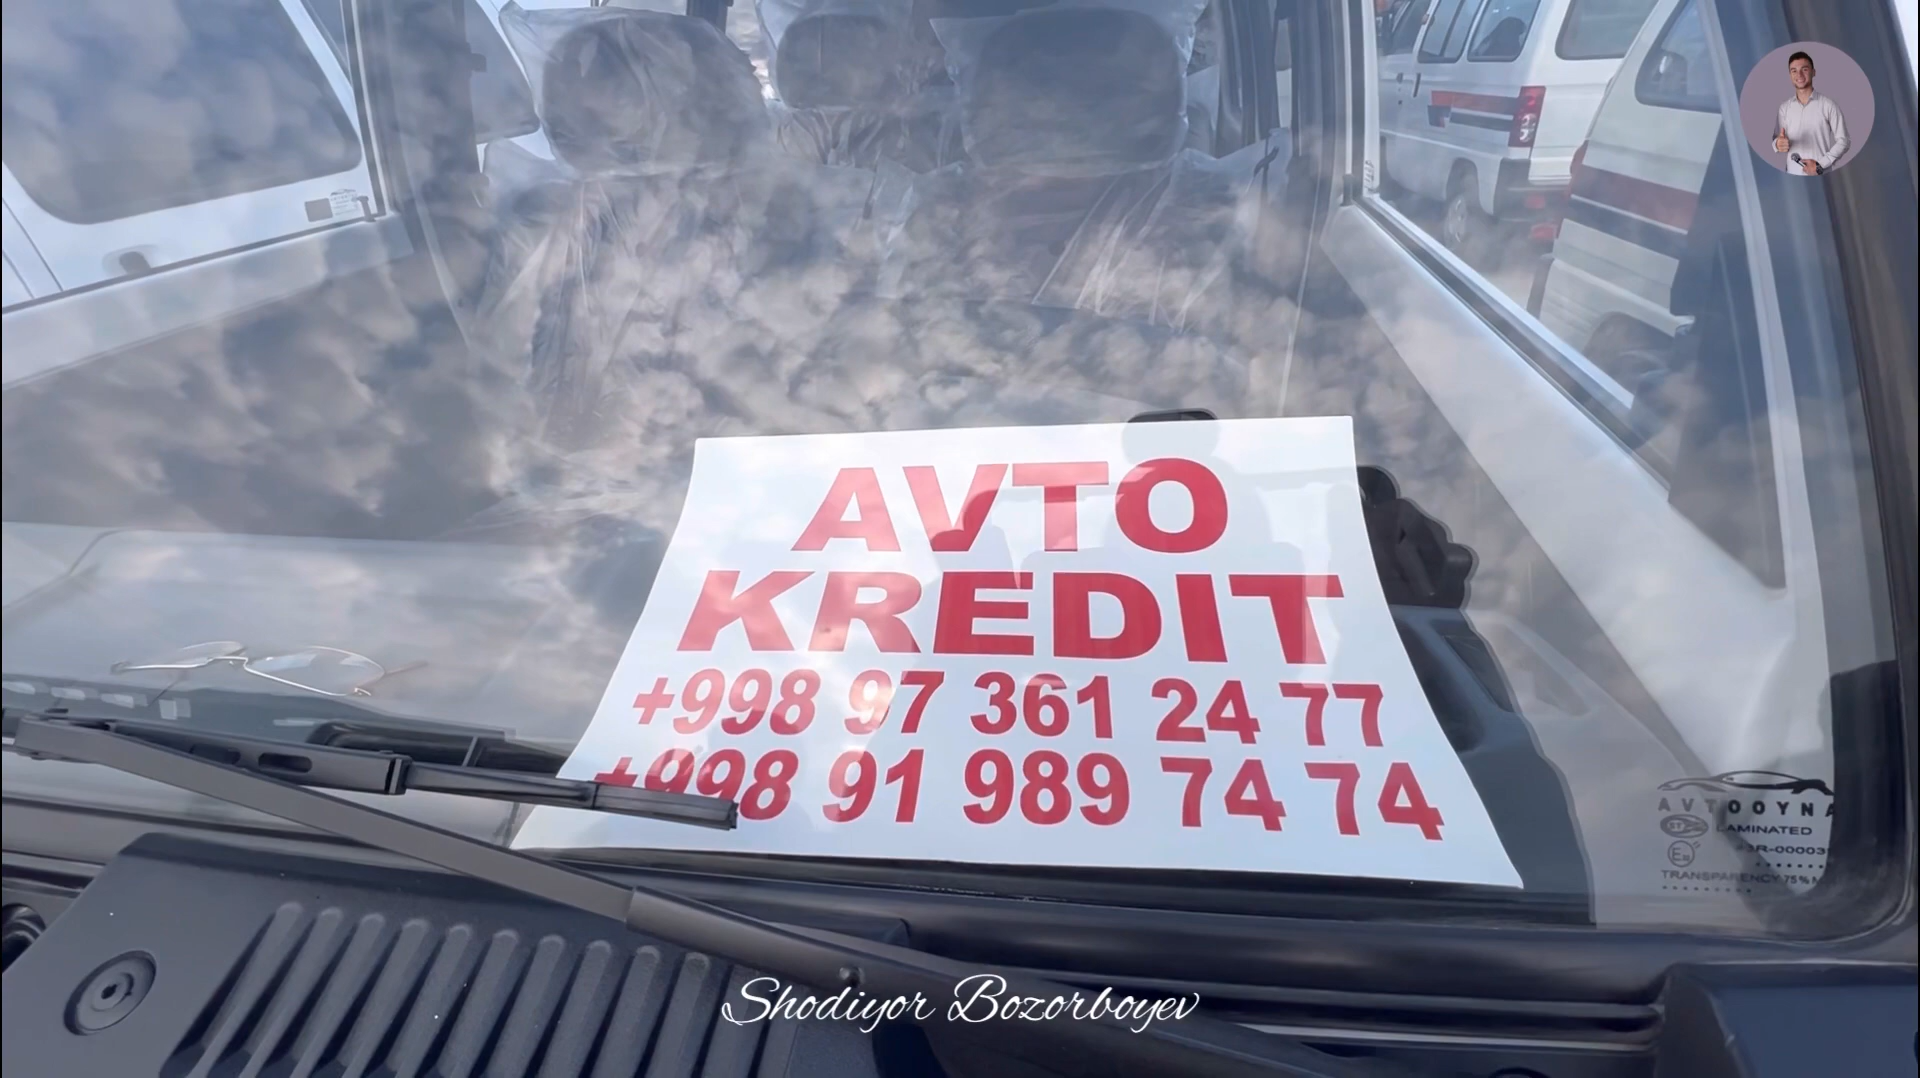 AVTO
KREDIT
+998 97 361 24 77
+998 91 989 74 74
AVTOOYNA
LAMINATED
TRANSPARENCY 75%
Shodiyor Bozorboyev